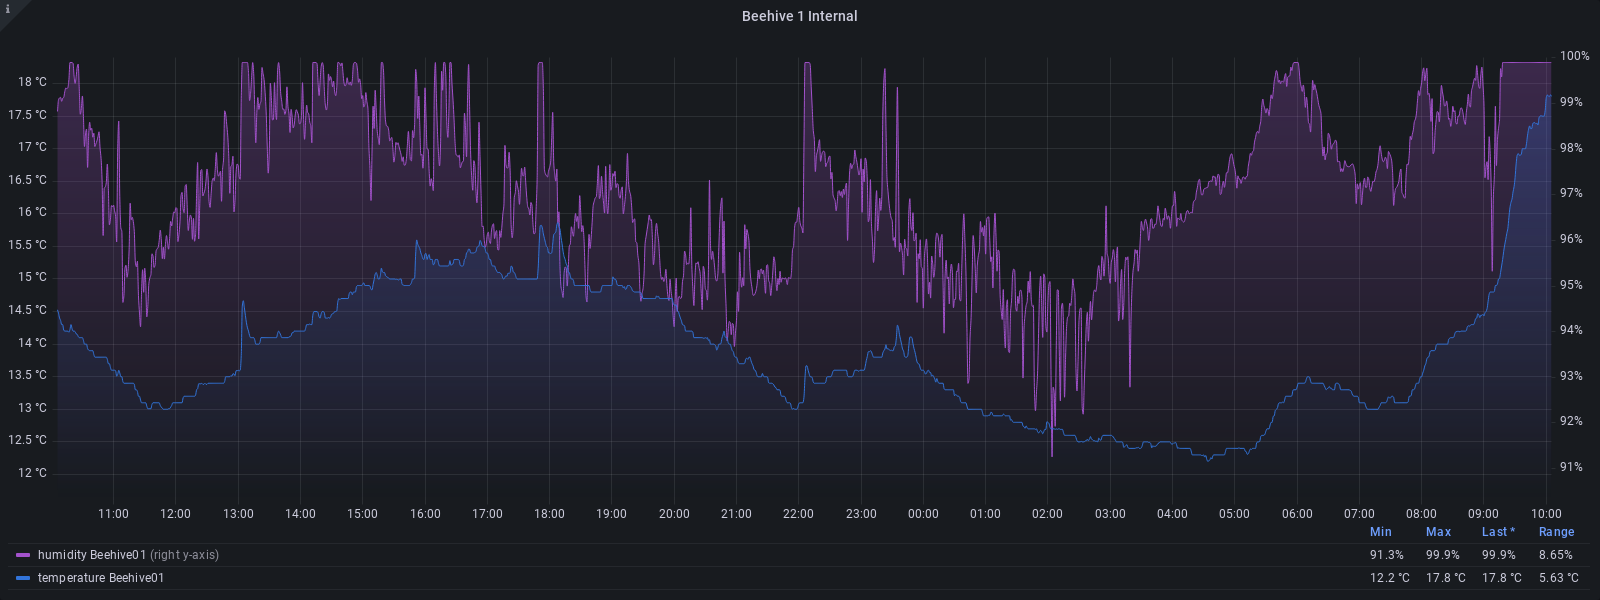 i
Beehive 1 Internal
18 °C
17.5 °C
17 °C
16.5 °C
16 °C
15.5 °C
15 °C
14.5 °C
14 °C
13.5 °C
13 °C
12.5 °C
12 °C
100%
99%
98%
97%
96%
95%
94%
93%
92%
91%
11:00 12:00 13:00 14:00 15:00 16:00 17:00 18:00 19:00 20:00 21:00 22:00 23:00 00:00 01:00 02:00 03:00 04:00 05:00 06:00 07:00 08:00 09:00 10:00
Min Max Last * Range
humidity Beehive01 (right y-axis) 91.3% 99.9% 99.9% 8.65%
temperature Beehive01 12.2 °C 17.8 °C 17.8 °C 5.63 °C